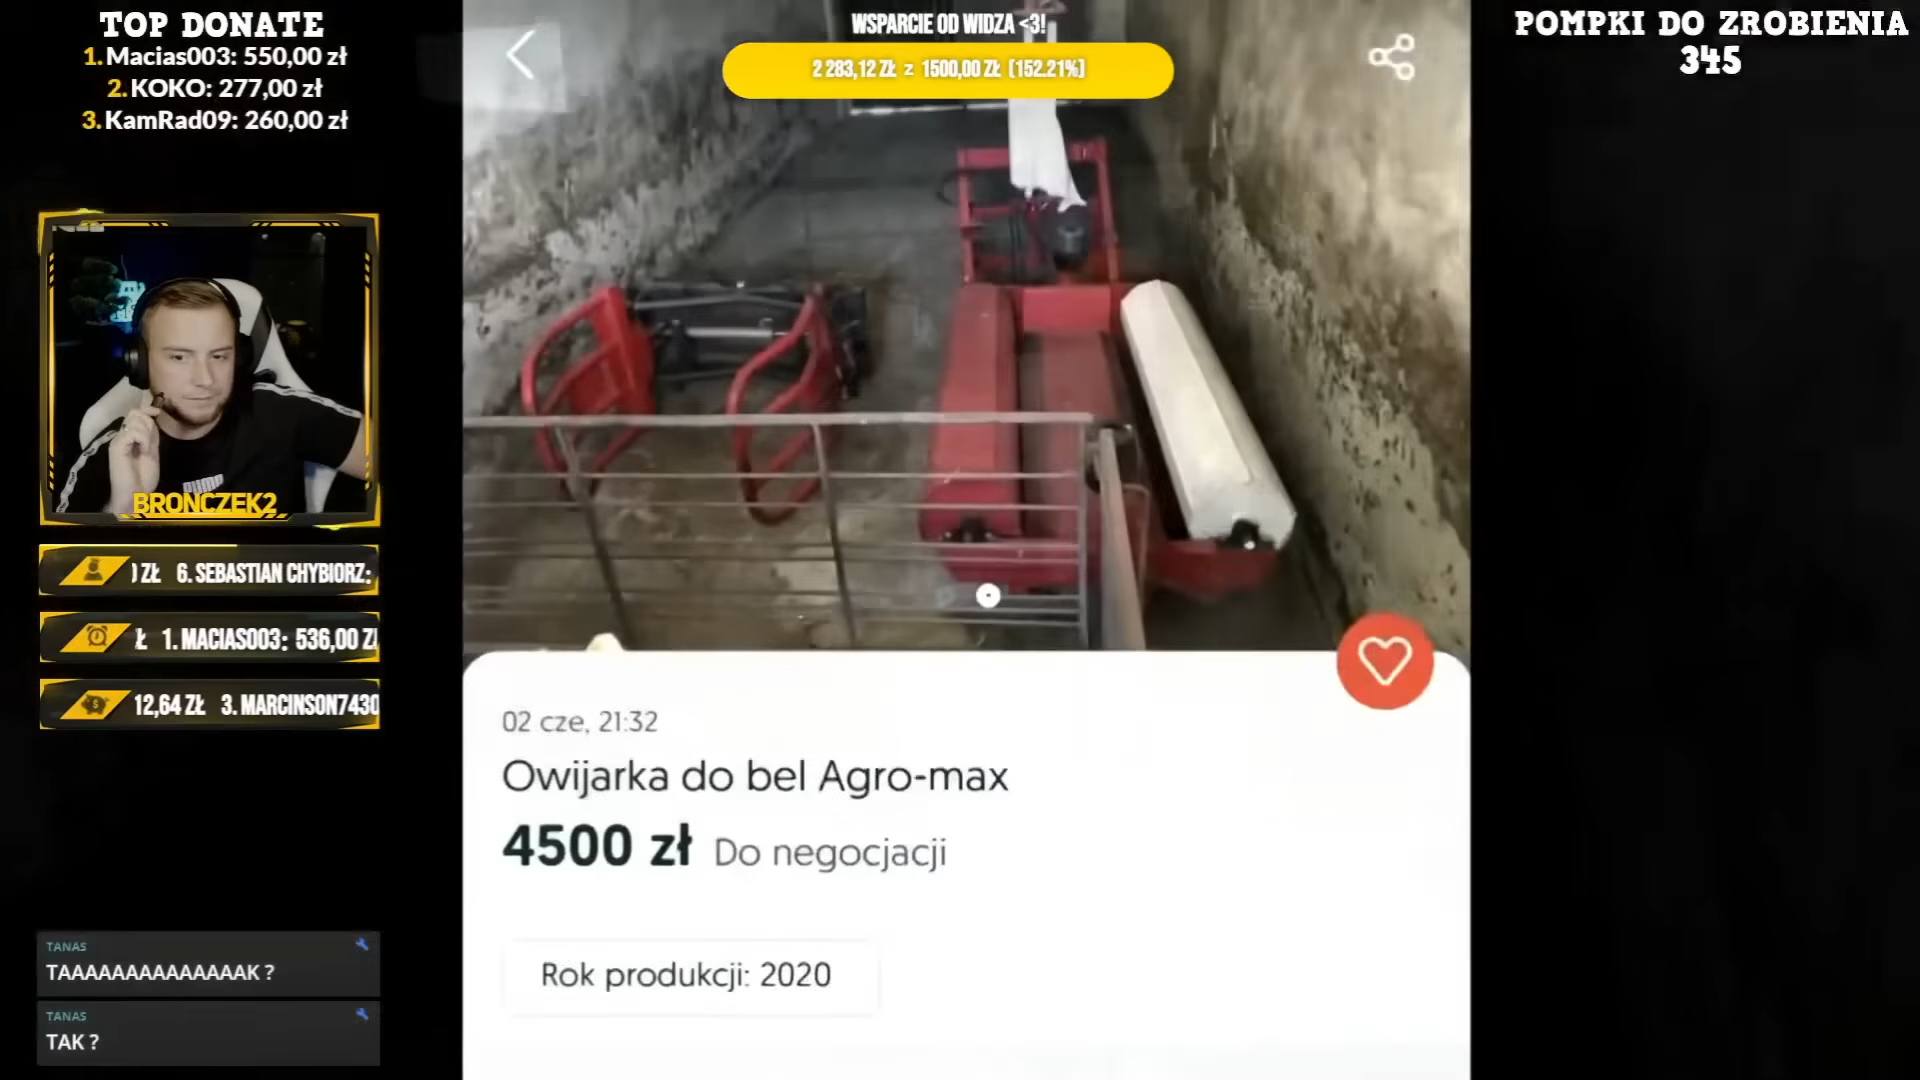 TOP DONATE
1. Macias003: 550,00 zł
2. KOKO: 277,00 zł
3. KamRad09: 260,00 zł
WSPARCIE OD WIDZA <3!
2 283,12 ZŁ z 1500,00 ZŁ (152.21%)
POMPKI DO ZROBIENIA
345
BRONCZEK2
) ZŁ 6. SEBASTIAN CHYBIORZ:
Ł 1. MACIAS003: 536,00 ZŁ
12,64 ZŁ 3. MARCINSON7430
02 cze, 21:32
Owijarka do bel Agro-max
4500 zł Do negocjacji
Rok produkcji: 2020
TANAS
TAAAAAAAAAAAAAAK ?
TANAS
TAK ?